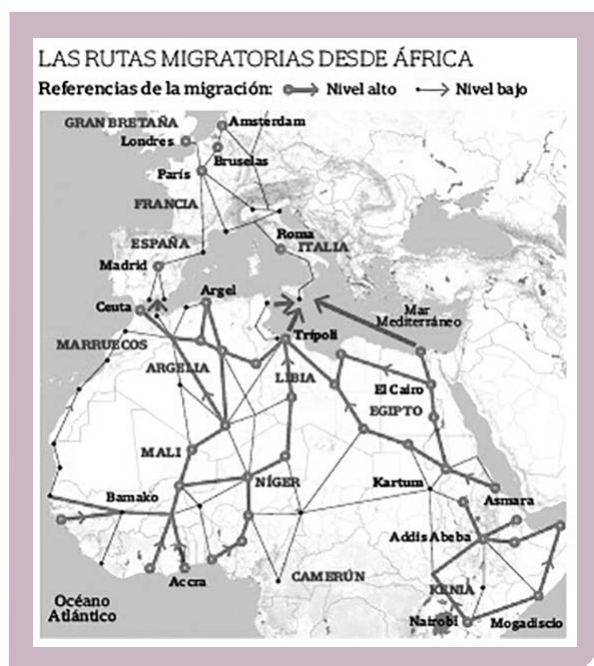 LAS RUTAS MIGRATORIAS DESDE ÁFRICA
Referencias de la migración: Nivel alto Nivel bajo
GRAN BRETAÑA
Amsterdam
Londres
Bruselas
París
FRANCIA
Roma
ESPAÑA
ITALIA
Madrid
Argel
Ceuta
Mar
Mediterráneo
Trípoli
MARRUECOS
ARGELIA
LIBIA
El Cairo
EGIPTO
MALI
NÍGER
Kartum
Bamako
Asmara
Addis Abeba
Accra
CAMERÚN
KENIA
Océano
Atlántico
Nairobi
Mogadiscio